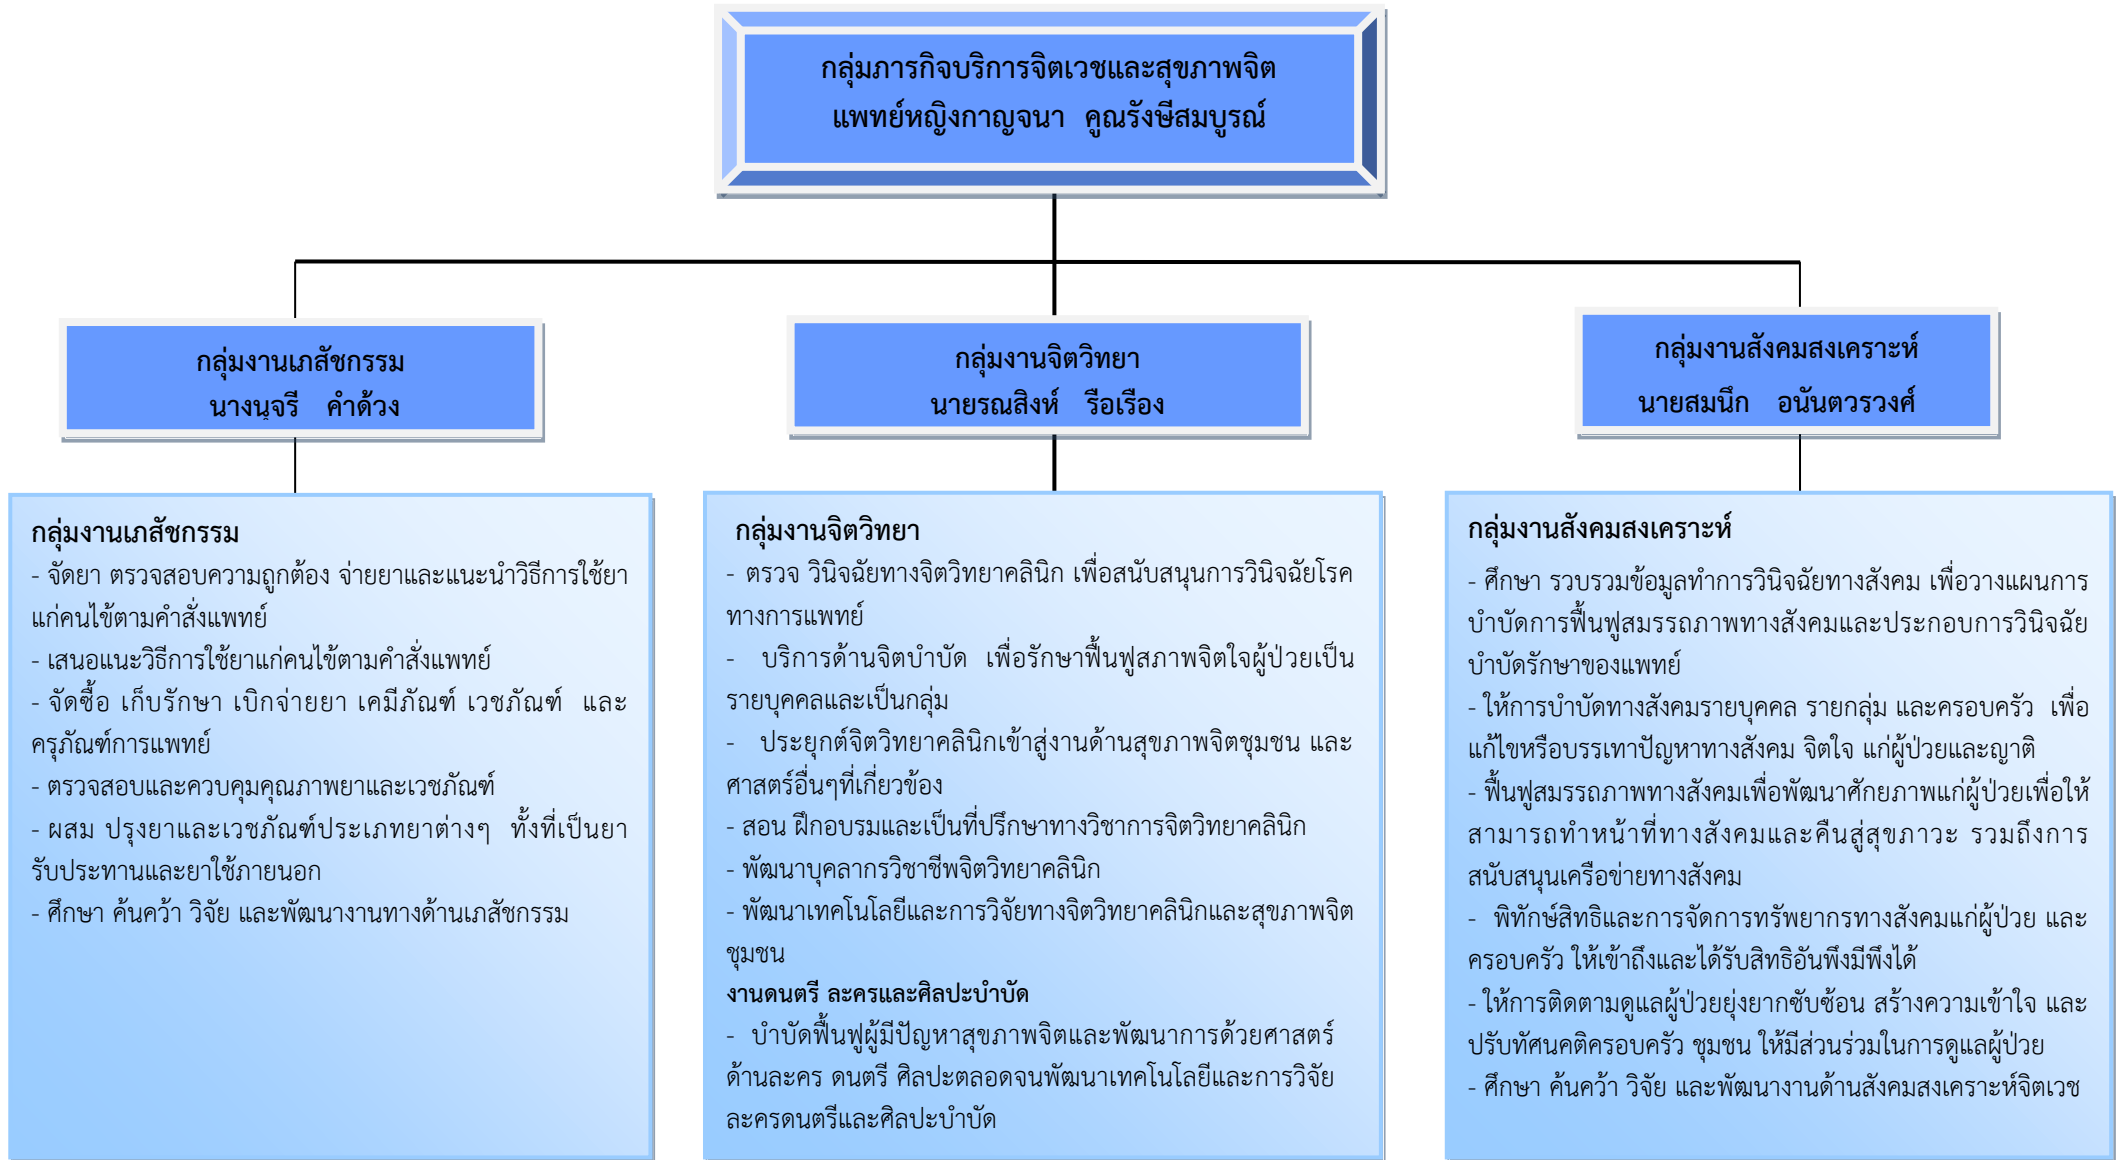 กลุ่มภารกิจบริการจิตเวชและสุขภาพจิต
แพทย์หญิงกาญจนา คูณรังษีสมบูรณ์
กลุ่มงานเภสัชกรรม
นางนุจรี คำด้วง
กลุ่มงานจิตวิทยา
นายรณสิงห์ รือเรือง
กลุ่มงานสังคมสงเคราะห์
นายสมนึก อนันตวรวงศ์
กลุ่มงานเภสัชกรรม
- จัดยา ตรวจสอบความถูกต้อง จ่ายยาและแนะนำวิธีการใช้ยา
แก่คนไข้ตามคำสั่งแพทย์
- เสนอแนะวิธีการใช้ยาแก่คนไข้ตามคำสั่งแพทย์
- จัดซื้อ เก็บรักษา เบิกจ่ายยา เคมีภัณฑ์ เวชภัณฑ์ และ
ครุภัณฑ์การแพทย์
- ตรวจสอบและควบคุมคุณภาพยาและเวชภัณฑ์
- ผสม ปรุงยาและเวชภัณฑ์ประเภทยาต่างๆ ทั้งที่เป็นยา
รับประทานและยาใช้ภายนอก
- ศึกษา ค้นคว้า วิจัย และพัฒนางานทางด้านเภสัชกรรม
กลุ่มงานจิตวิทยา
- ตรวจ วินิจฉัยทางจิตวิทยาคลินิก เพื่อสนับสนุนการวินิจฉัยโรค
ทางการแพทย์
- บริการด้านจิตบำบัด เพื่อรักษาฟื้นฟูสภาพจิตใจผู้ป่วยเป็น
รายบุคคลและเป็นกลุ่ม
- ประยุกต์จิตวิทยาคลินิกเข้าสู่งานด้านสุขภาพจิตชุมชน และ
ศาสตร์อื่นๆที่เกี่ยวข้อง
- สอน ฝึกอบรมและเป็นที่ปรึกษาทางวิชาการจิตวิทยาคลินิก
- พัฒนาบุคลากรวิชาชีพจิตวิทยาคลินิก
- พัฒนาเทคโนโลยีและการวิจัยทางจิตวิทยาคลินิกและสุขภาพจิต
ชุมชน
งานดนตรี ละครและศิลปะบำบัด
- บำบัดฟื้นฟูผู้มีปัญหาสุขภาพจิตและพัฒนาการด้วยศาสตร์
ด้านละคร ดนตรี ศิลปะตลอดจนพัฒนาเทคโนโลยีและการวิจัย
ละครดนตรีและศิลปะบำบัด
กลุ่มงานสังคมสงเคราะห์
- ศึกษา รวบรวมข้อมูลทำการวินิจฉัยทางสังคม เพื่อวางแผนการ
บำบัดการฟื้นฟูสมรรถภาพทางสังคมและประกอบการวินิจฉัย
บำบัดรักษาของแพทย์
- ให้การบำบัดทางสังคมรายบุคคล รายกลุ่ม และครอบครัว เพื่อ
แก้ไขหรือบรรเทาปัญหาทางสังคม จิตใจ แก่ผู้ป่วยและญาติ
- ฟื้นฟูสมรรถภาพทางสังคมเพื่อพัฒนาศักยภาพแก่ผู้ป่วยเพื่อให้
สามารถทำหน้าที่ทางสังคมและคืนสู่สุขภาวะ รวมถึงการ
สนับสนุนเครือข่ายทางสังคม
- พิทักษ์สิทธิและการจัดการทรัพยากรทางสังคมแก่ผู้ป่วย และ
ครอบครัว ให้เข้าถึงและได้รับสิทธิอันพึงมีพึงได้
- ให้การติดตามดูแลผู้ป่วยยุ่งยากซับซ้อน สร้างความเข้าใจ และ
ปรับทัศนคติครอบครัว ชุมชน ให้มีส่วนร่วมในการดูแลผู้ป่วย
- ศึกษา ค้นคว้า วิจัย และพัฒนางานด้านสังคมสงเคราะห์จิตเวช